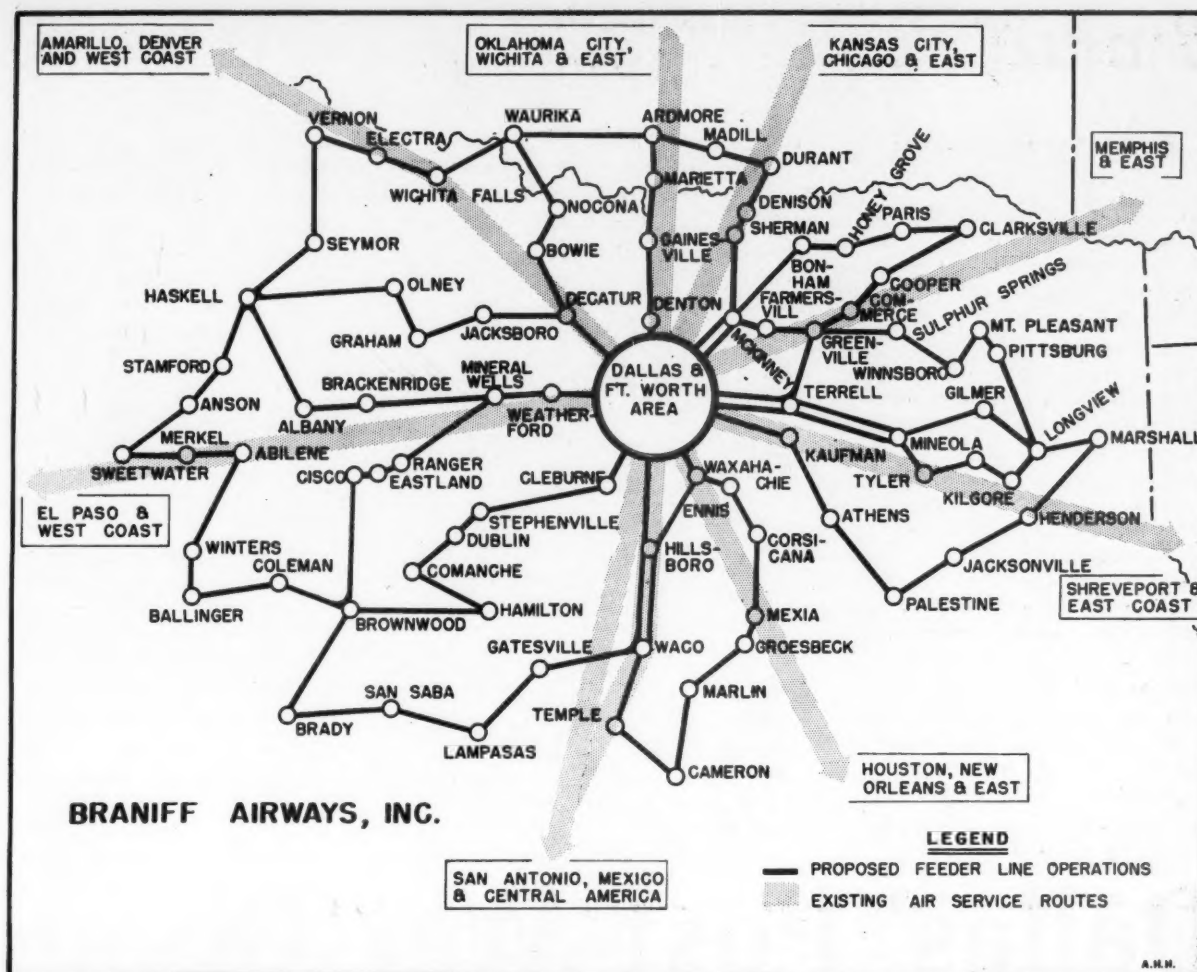 AMARILLO, DENVER
AND WEST COAST
OKLAHOMA CITY,
WICHITA & EAST
KANSAS CITY,
CHICAGO & EAST
MEMPHIS
& EAST
VERNON
ELECTRA
WICHITA FALLS
WAURIKA
ARDMORE
MADILL
DURANT
MARIETTA
DENISON
SHERMAN
HONEY GROVE
PARIS
CLARKSVILLE
SEYMOR
NOCONA
BOWIE
GAINES-
VILLE
BON-
HAM
COOPER
COM-
MERCE
HASKELL
OLNEY
GRAHAM
JACKSBORO
DECATUR
DENTON
MCKINNEY
FARMERS-
VILL
GREEN-
VILLE
SULPHUR SPRINGS
WINNSBORO
MT. PLEASANT
PITTSBURG
STAMFORD
ANSON
MERKEL
SWEETWATER
ABILENE
ALBANY
BRACKENRIDGE
MINERAL
WELLS
WEATHER-
FORD
DALLAS &
FT. WORTH
AREA
TERRELL
GILMER
LONGVIEW
MARSHALL
MINEOLA
TYLER
KILGORE
HENDERSON
KAUFMAN
ATHENS
JACKSONVILLE
PALESTINE
EL PASO &
WEST COAST
CISCO
RANGER
EASTLAND
CLEBURNE
STEPHENVILLE
DUBLIN
COMANCHE
HAMILTON
WAXAHA-
CHIE
ENNIS
CORSI-
CANA
HILLS-
BORO
MEXIA
GROESBECK
SHREVEPORT &
EAST COAST
WINTERS
COLEMAN
BALLINGER
BROWNWOOD
GATESVILLE
WACO
MARLIN
BRADY
SAN SABA
LAMPASAS
TEMPLE
CAMERON
HOUSTON, NEW
ORLEANS & EAST
BRANIFF AIRWAYS, INC.
SAN ANTONIO, MEXICO
& CENTRAL AMERICA
LEGEND
PROPOSED FEEDER LINE OPERATIONS
EXISTING AIR SERVICE ROUTES
A.H.H.